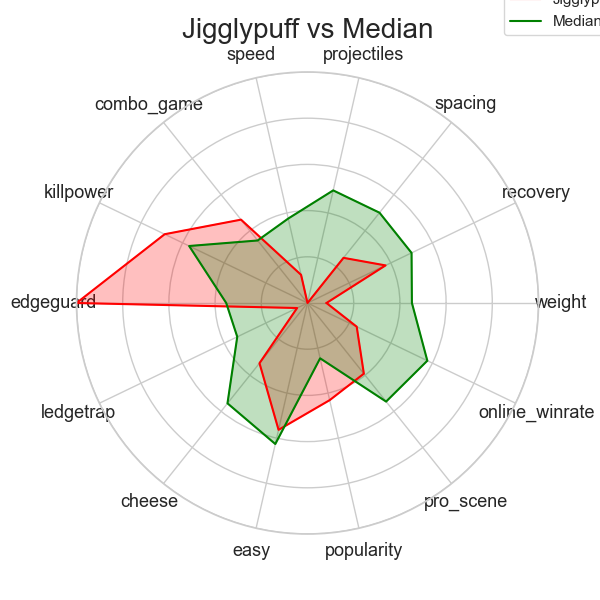 Jigglypuff vs Median
Median
speed
projectiles
combo_game
spacing
killpower
recovery
edgeguard
weight
ledgetrap
online_winrate
cheese
pro_scene
easy
popularity